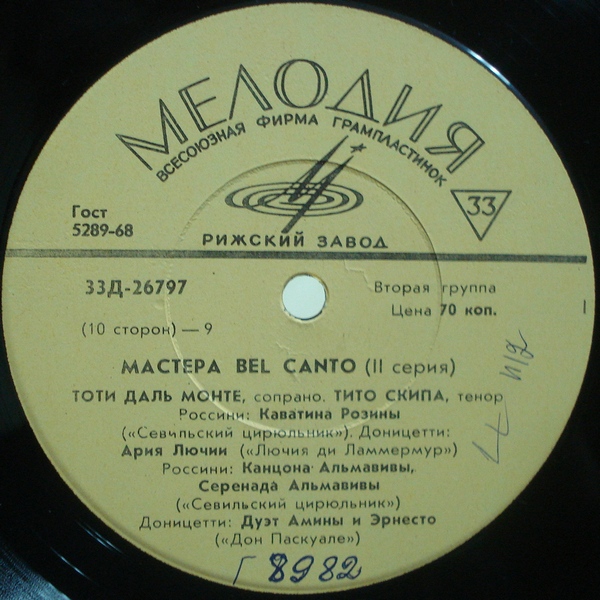 МЕЛОДИЯ
ВСЕСОЮЗНАЯ ФИРМА ГРАМПЛАСТИНОК
33
Гост
5289-68
РИЖСКИЙ ЗАВОД
33Д-26797
Вторая группа
Цена 70 коп.
(10 сторон) — 9
МАСТЕРА BEL CANTO (II серия)
ТОТИ ДАЛЬ МОНТЕ, сопрано. ТИТО СКИПА, тенор
Россини: Каватина Розины
(«Севильский цирюльник»). Доницетти:
Ария Лючии («Лючия ди Ламмермур»)
Россини: Канцона Альмавивы,
Серенада Альмавивы
(«Севильский цирюльник»)
Доницетти: Дуэт Амины и Эрнесто
(«Дон Паскуале»)
Г 8982